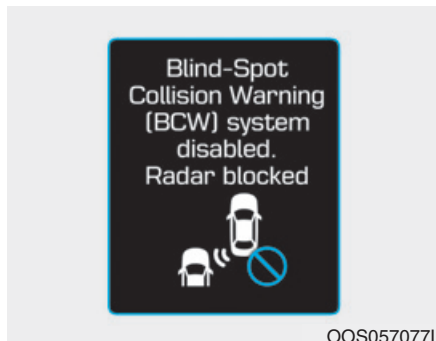 Blind-Spot
Collision Warning
(BCW) system
disabled.
Radar blocked
OOS057077L